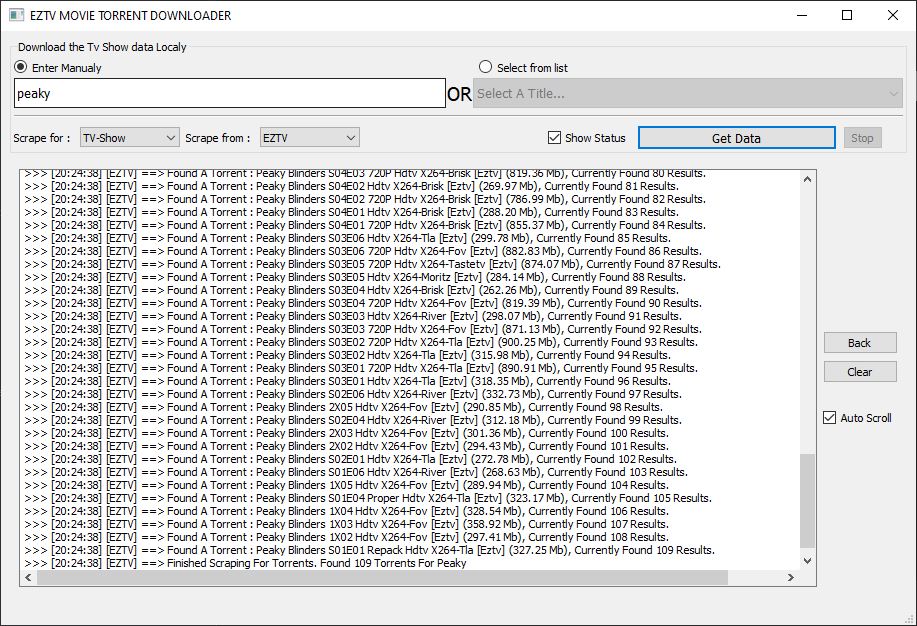 EZTV MOVIE TORRENT DOWNLOADER
Download the Tv Show data Localy
Enter Manualy
Select from list
peaky
OR
Select A Title...
Scrape for :
TV-Show
Scrape from :
EZTV
Show Status
Get Data
Stop
>>> [20:24:38] [EZTV] ==> Found A Torrent : Peaky Blinders S04E03 720P Hdtv X264-Brisk [Eztv] (819.36 Mb), Currently Found 80 Results.
>>> [20:24:38] [EZTV] ==> Found A Torrent : Peaky Blinders S04E02 Hdtv X264-Brisk [Eztv] (269.97 Mb), Currently Found 81 Results.
>>> [20:24:38] [EZTV] ==> Found A Torrent : Peaky Blinders S04E02 720P Hdtv X264-Brisk [Eztv] (786.99 Mb), Currently Found 82 Results.
>>> [20:24:38] [EZTV] ==> Found A Torrent : Peaky Blinders S04E01 Hdtv X264-Brisk [Eztv] (288.20 Mb), Currently Found 83 Results.
>>> [20:24:38] [EZTV] ==> Found A Torrent : Peaky Blinders S04E01 720P Hdtv X264-Brisk [Eztv] (855.37 Mb), Currently Found 84 Results.
>>> [20:24:38] [EZTV] ==> Found A Torrent : Peaky Blinders S03E06 Hdtv X264-Tla [Eztv] (299.78 Mb), Currently Found 85 Results.
>>> [20:24:38] [EZTV] ==> Found A Torrent : Peaky Blinders S03E06 720P Hdtv X264-Fov [Eztv] (882.83 Mb), Currently Found 86 Results.
>>> [20:24:38] [EZTV] ==> Found A Torrent : Peaky Blinders S03E05 720P Hdtv X264-Tastetv [Eztv] (874.07 Mb), Currently Found 87 Results.
>>> [20:24:38] [EZTV] ==> Found A Torrent : Peaky Blinders S03E05 Hdtv X264-Moritz [Eztv] (284.14 Mb), Currently Found 88 Results.
>>> [20:24:38] [EZTV] ==> Found A Torrent : Peaky Blinders S03E04 Hdtv X264-Brisk [Eztv] (262.26 Mb), Currently Found 89 Results.
>>> [20:24:38] [EZTV] ==> Found A Torrent : Peaky Blinders S03E04 720P Hdtv X264-Fov [Eztv] (819.39 Mb), Currently Found 90 Results.
>>> [20:24:38] [EZTV] ==> Found A Torrent : Peaky Blinders S03E03 Hdtv X264-River [Eztv] (298.07 Mb), Currently Found 91 Results.
>>> [20:24:38] [EZTV] ==> Found A Torrent : Peaky Blinders S03E03 720P Hdtv X264-Fov [Eztv] (871.13 Mb), Currently Found 92 Results.
>>> [20:24:38] [EZTV] ==> Found A Torrent : Peaky Blinders S03E02 720P Hdtv X264-Tla [Eztv] (900.25 Mb), Currently Found 93 Results.
>>> [20:24:38] [EZTV] ==> Found A Torrent : Peaky Blinders S03E02 Hdtv X264-Tla [Eztv] (315.98 Mb), Currently Found 94 Results.
>>> [20:24:38] [EZTV] ==> Found A Torrent : Peaky Blinders S03E01 720P Hdtv X264-Tla [Eztv] (890.91 Mb), Currently Found 95 Results.
>>> [20:24:38] [EZTV] ==> Found A Torrent : Peaky Blinders S03E01 Hdtv X264-Tla [Eztv] (318.35 Mb), Currently Found 96 Results.
>>> [20:24:38] [EZTV] ==> Found A Torrent : Peaky Blinders S02E06 Hdtv X264-River [Eztv] (332.73 Mb), Currently Found 97 Results.
>>> [20:24:38] [EZTV] ==> Found A Torrent : Peaky Blinders 2X05 Hdtv X264-Fov [Eztv] (290.85 Mb), Currently Found 98 Results.
>>> [20:24:38] [EZTV] ==> Found A Torrent : Peaky Blinders S02E04 Hdtv X264-River [Eztv] (312.18 Mb), Currently Found 99 Results.
>>> [20:24:38] [EZTV] ==> Found A Torrent : Peaky Blinders 2X03 Hdtv X264-Fov [Eztv] (301.36 Mb), Currently Found 100 Results.
>>> [20:24:38] [EZTV] ==> Found A Torrent : Peaky Blinders 2X02 Hdtv X264-Fov [Eztv] (294.43 Mb), Currently Found 101 Results.
>>> [20:24:38] [EZTV] ==> Found A Torrent : Peaky Blinders S02E01 Hdtv X264-Tla [Eztv] (272.78 Mb), Currently Found 102 Results.
>>> [20:24:38] [EZTV] ==> Found A Torrent : Peaky Blinders S01E06 Hdtv X264-River [Eztv] (268.63 Mb), Currently Found 103 Results.
>>> [20:24:38] [EZTV] ==> Found A Torrent : Peaky Blinders 1X05 Hdtv X264-Fov [Eztv] (289.94 Mb), Currently Found 104 Results.
>>> [20:24:38] [EZTV] ==> Found A Torrent : Peaky Blinders S01E04 Proper Hdtv X264-Tla [Eztv] (323.17 Mb), Currently Found 105 Results.
>>> [20:24:38] [EZTV] ==> Found A Torrent : Peaky Blinders 1X04 Hdtv X264-Fov [Eztv] (328.54 Mb), Currently Found 106 Results.
>>> [20:24:38] [EZTV] ==> Found A Torrent : Peaky Blinders 1X03 Hdtv X264-Fov [Eztv] (358.92 Mb), Currently Found 107 Results.
>>> [20:24:38] [EZTV] ==> Found A Torrent : Peaky Blinders 1X02 Hdtv X264-Fov [Eztv] (297.41 Mb), Currently Found 108 Results.
>>> [20:24:38] [EZTV] ==> Found A Torrent : Peaky Blinders S01E01 Repack Hdtv X264-Tla [Eztv] (327.25 Mb), Currently Found 109 Results.
>>> [20:24:38] [EZTV] ==> Finished Scraping For Torrents. Found 109 Torrents For Peaky
Back
Clear
Auto Scroll